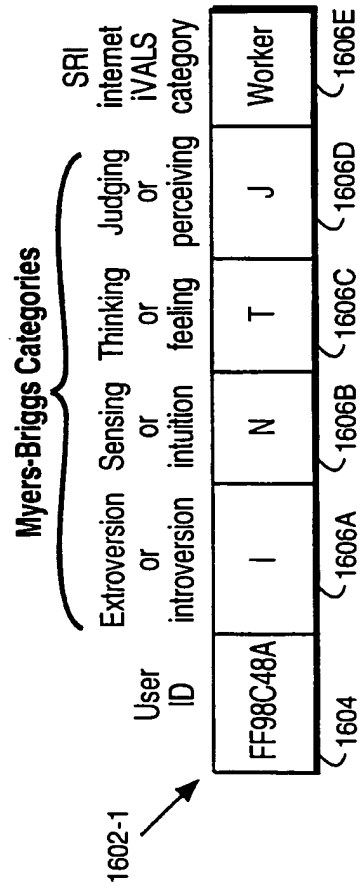 Myers-Briggs Categories
User
ID
Extroversion
or
introversion
Sensing
or
intuition
Thinking
or
feeling
Judging
or
perceiving
SRI
internet
iVALS
category
1602-1
FF98C48A
I
N
T
J
Worker
1604
1606A
1606B
1606C
1606D
1606E